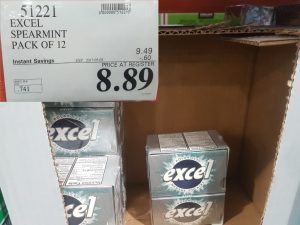 51221
EXCEL
SPEARMINT
PACK OF 12
9.49
Instant Savings
.60
PRICE AT REGISTER
8.89
.741
excel
excel
excel
excel